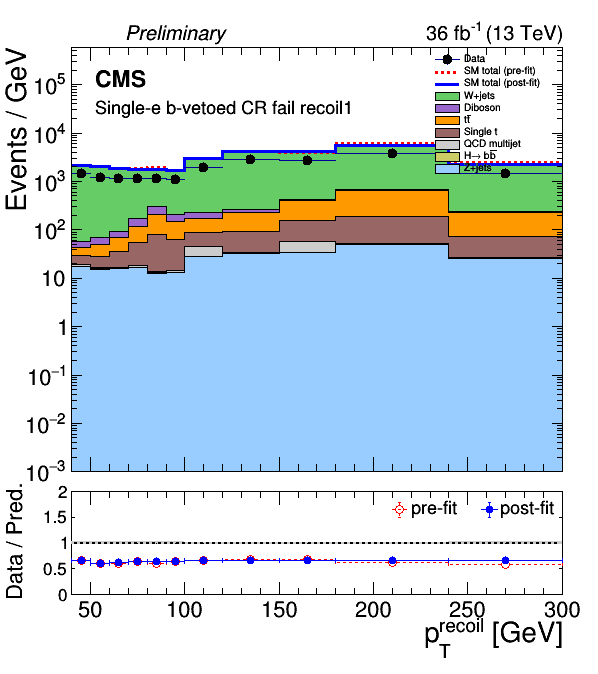 Preliminary 36 fb⁻¹ (13 TeV)
CMS
Single-e b-vetoed CR fail recoil1
Data
SM total (pre-fit)
SM total (post-fit)
W+jets
Diboson
tt̅
Single t
QCD multijet
H→ bb̅
Z+jets
Events / GeV
10⁵
10⁴
10³
10²
10
1
10⁻¹
10⁻²
10⁻³
pre-fit post-fit
Data / Pred.
2
1.5
1
0.5
0
50 100 150 200 250 300
p_T^recoil [GeV]